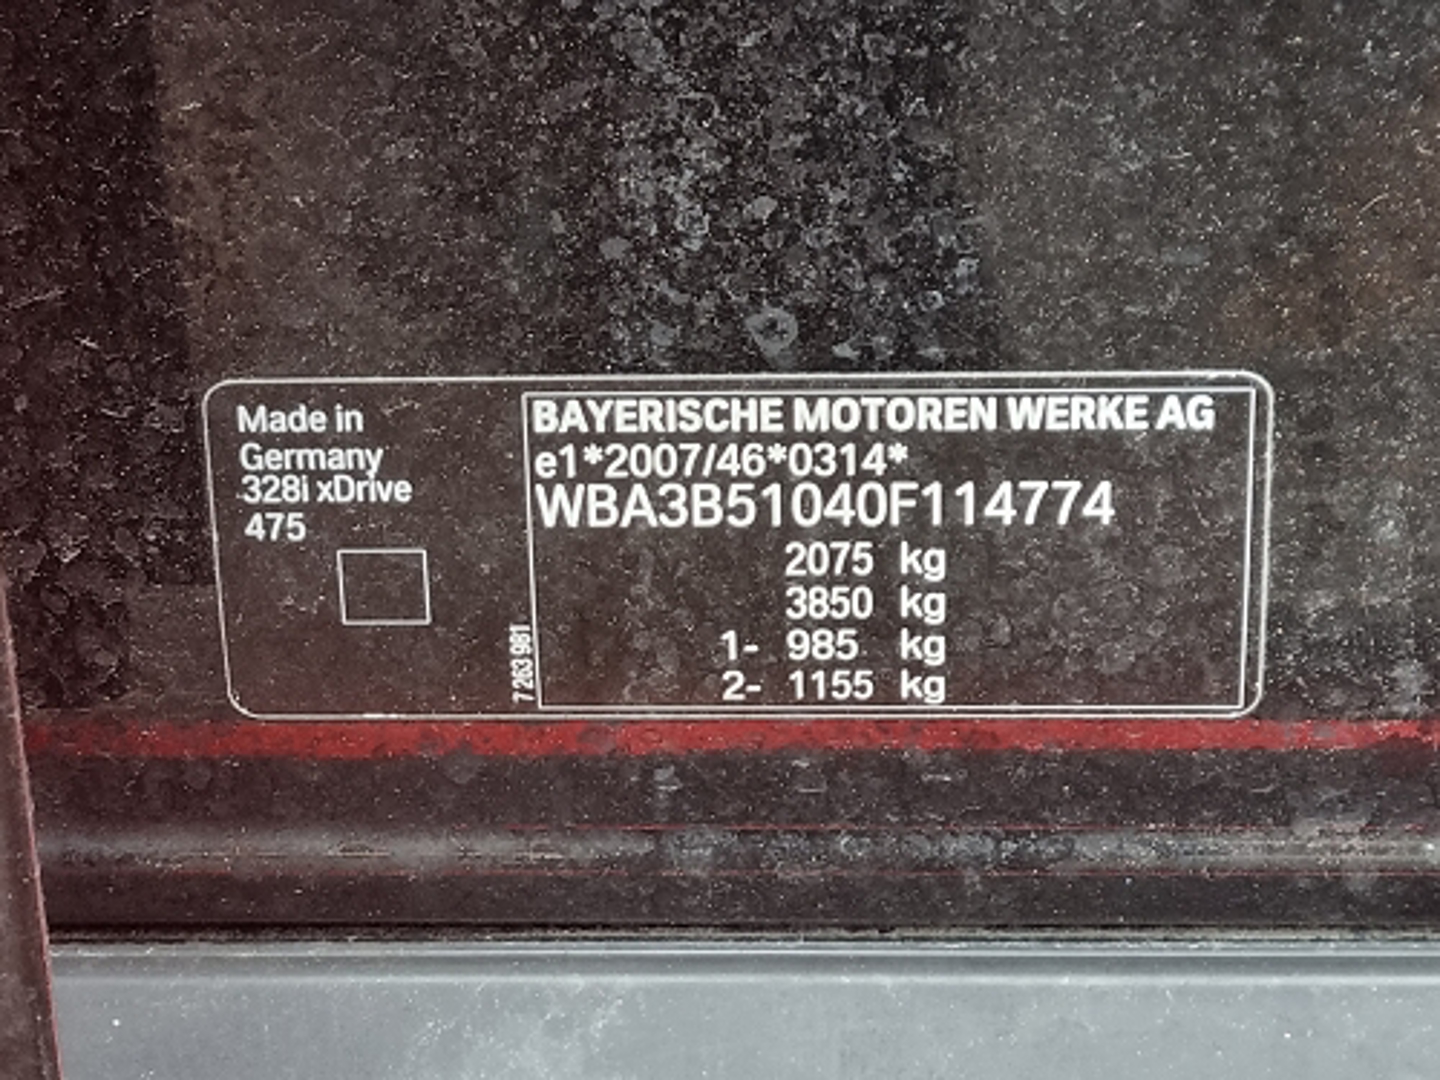 Made in
Germany
328i xDrive
475
7 263 981
BAYERISCHE MOTOREN WERKE AG
e1*2007/46*0314*
WBA3B51040F114774
2075 kg
3850 kg
1- 985 kg
2- 1155 kg